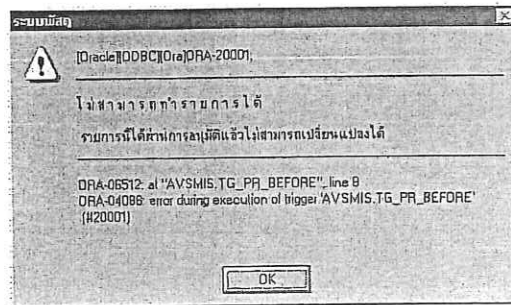 ระบบพัสดุ
[Oracle][ODBC][Ora]ORA-20001;
ไม่สามารถทำรายการได้
รายการนี้ได้ผ่านการอนุมัติแล้วไม่สามารถเปลี่ยนแปลงได้
ORA-06512: at "AVSMIS.TG_PR_BEFORE", line 8
ORA-04088: error during execution of trigger 'AVSMIS.TG_PR_BEFORE'
(#20001)
OK